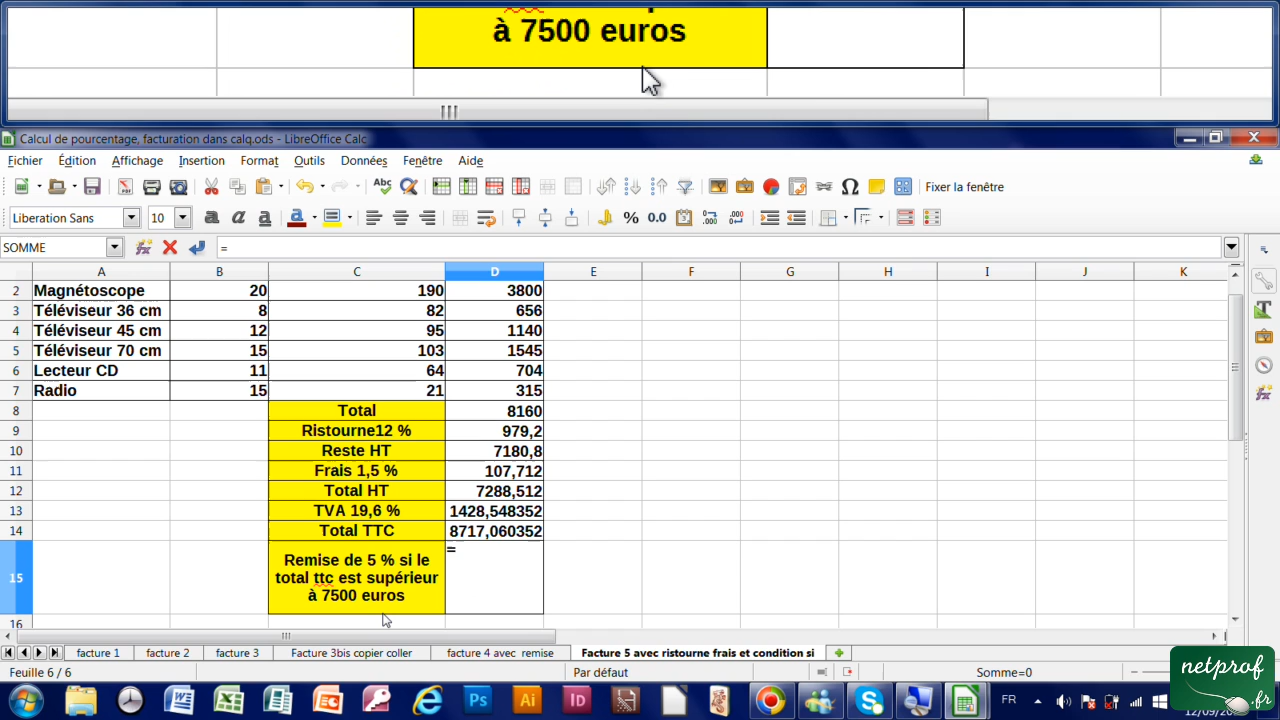 à 7500 euros
Calcul de pourcentage, facturation dans calq.ods - LibreOffice Calc
Fichier Édition Affichage Insertion Format Outils Données Fenêtre Aide
Fixer la fenêtre
Liberation Sans 10
SOMME =
A B C D E F G H I J K
2 Magnétoscope 20 190 3800
3 Téléviseur 36 cm 8 82 656
4 Téléviseur 45 cm 12 95 1140
5 Téléviseur 70 cm 15 103 1545
6 Lecteur CD 11 64 704
7 Radio 15 21 315
8 Total 8160
9 Ristourne12 % 979,2
10 Reste HT 7180,8
11 Frais 1,5 % 107,712
12 Total HT 7288,512
13 TVA 19,6 % 1428,548352
14 Total TTC 8717,060352
=
Remise de 5 % si le
15 total ttc est supérieur
à 7500 euros
16
facture 1 facture 2 facture 3 Facture 3bis copier coller facture 4 avec remise Facture 5 avec ristourne frais et condition si
Feuille 6 / 6 Par défaut Somme=0
FR
netprof
.fr